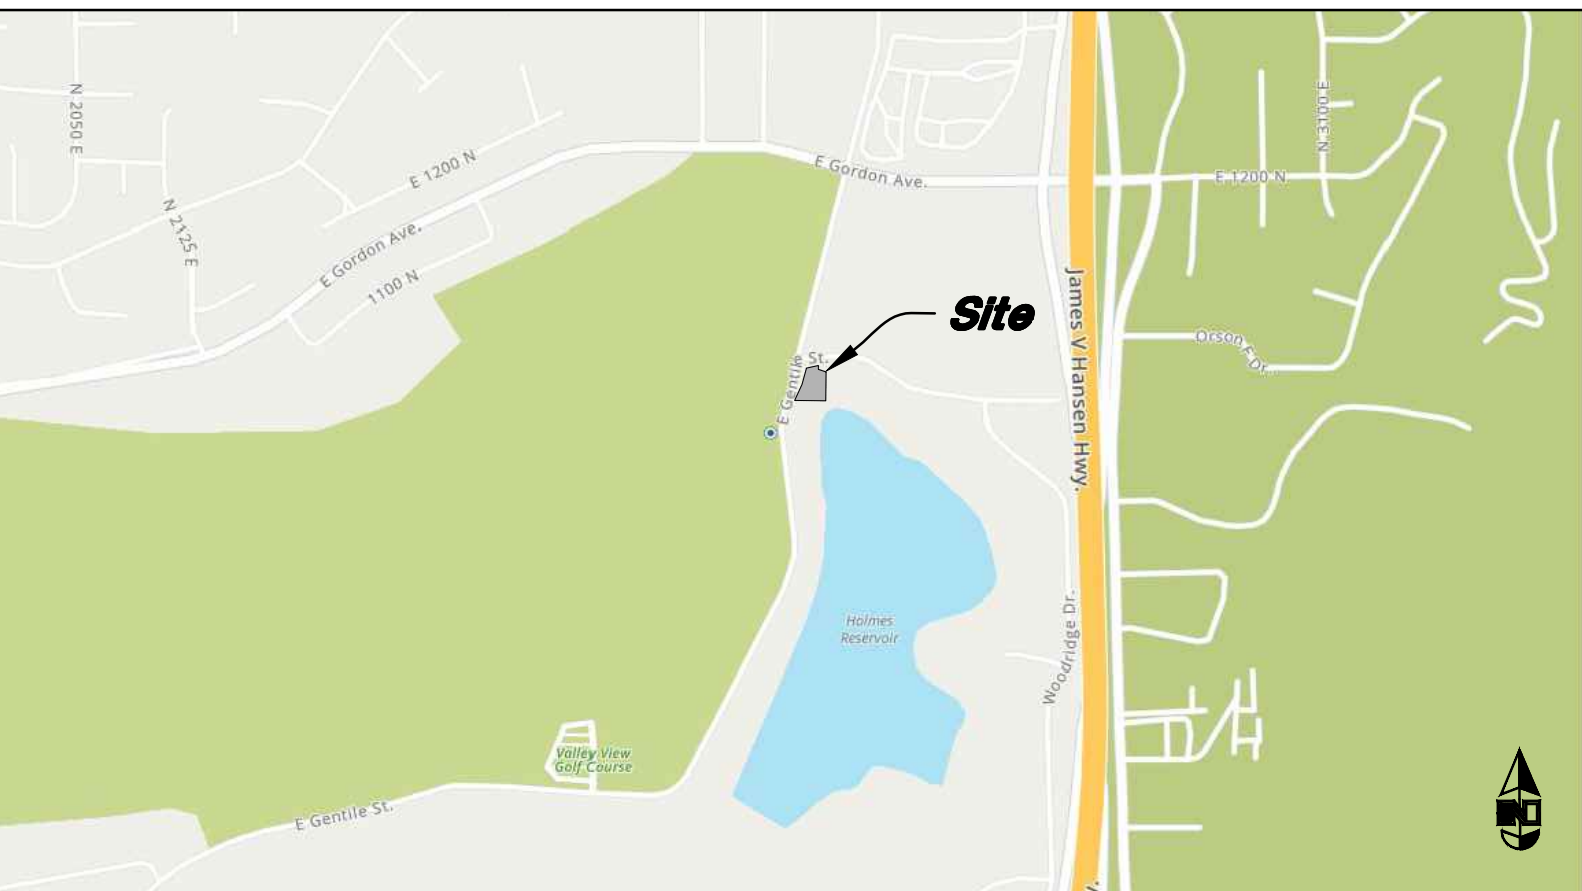 N 2050 E
E 1200 N
N 2125 E
E Gordon Ave.
1100 N
E Gordon Ave.
E 1200 N
N 3100 E
James V Hansen Hwy.
Site
Orson F Dr.
E Gentile St.
Holmes
Reservoir
Woodridge Dr.
Valley View
Golf Course
E Gentile St.